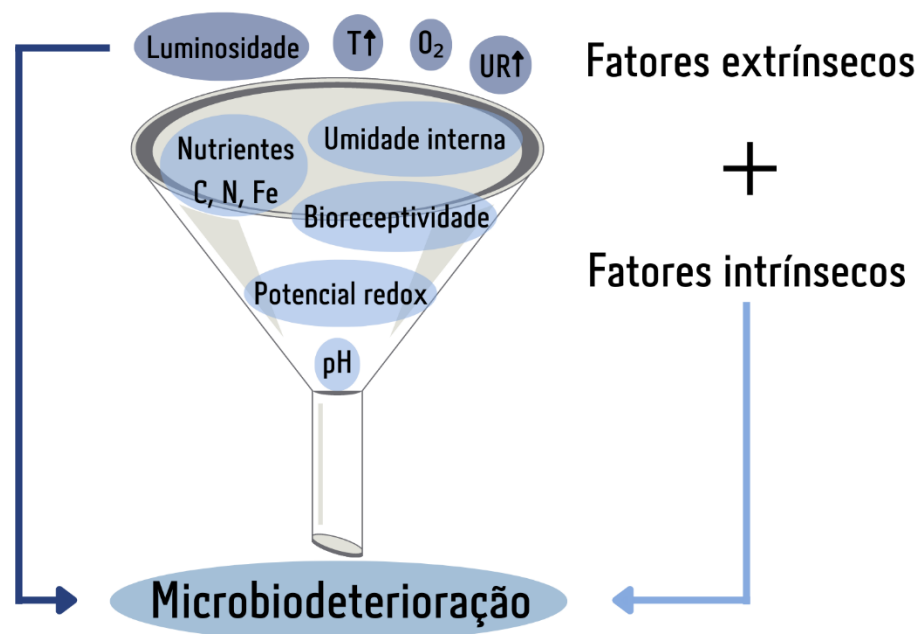 Luminosidade
T↑
O₂
UR↑
Fatores extrínsecos
+
Nutrientes
C, N, Fe
Umidade interna
Bioreceptividade
Fatores intrínsecos
Potencial redox
pH
Microbiodeterioração